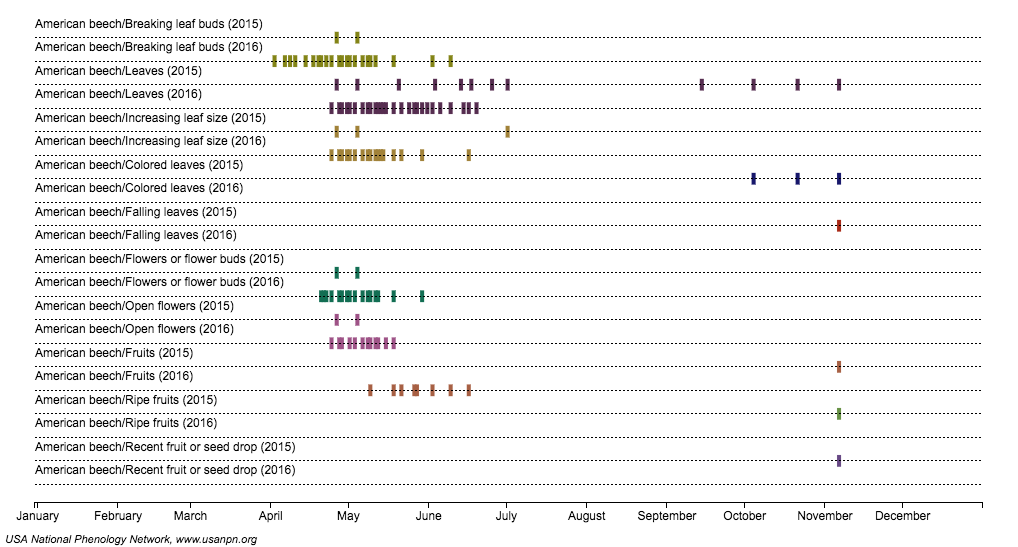 American beech/Breaking leaf buds (2015)
American beech/Breaking leaf buds (2016)
American beech/Leaves (2015)
American beech/Leaves (2016)
American beech/Increasing leaf size (2015)
American beech/Increasing leaf size (2016)
American beech/Colored leaves (2015)
American beech/Colored leaves (2016)
American beech/Falling leaves (2015)
American beech/Falling leaves (2016)
American beech/Flowers or flower buds (2015)
American beech/Flowers or flower buds (2016)
American beech/Open flowers (2015)
American beech/Open flowers (2016)
American beech/Fruits (2015)
American beech/Fruits (2016)
American beech/Ripe fruits (2015)
American beech/Ripe fruits (2016)
American beech/Recent fruit or seed drop (2015)
American beech/Recent fruit or seed drop (2016)
January February March April May June July August September October November December
USA National Phenology Network, www.usanpn.org